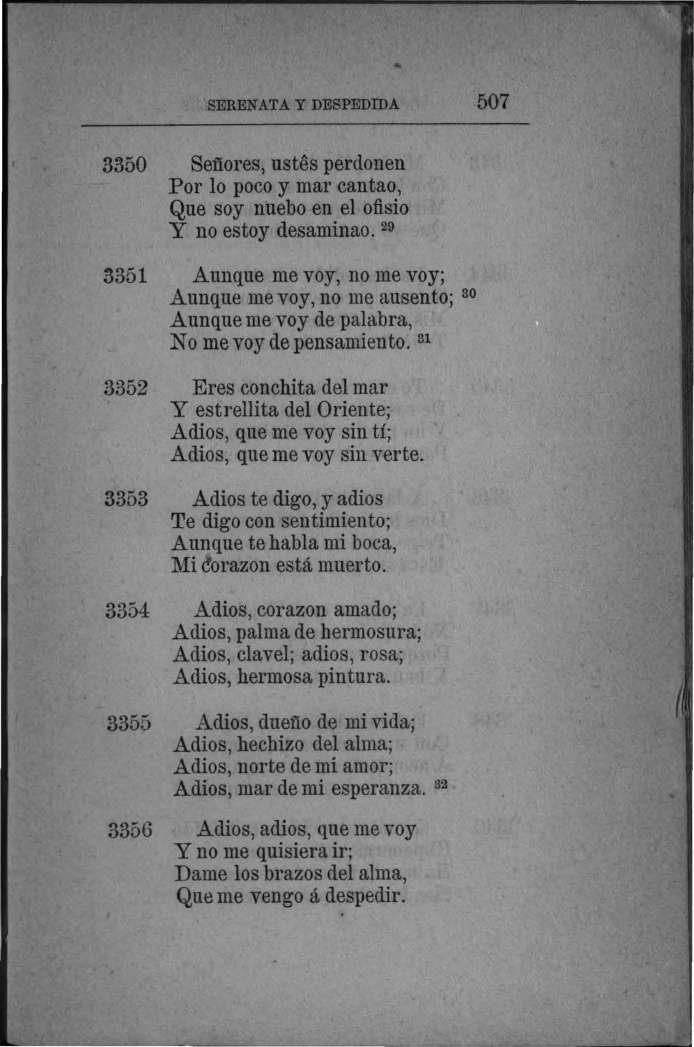 SERENATA Y DESPEDIDA 507
3350 Señores, ustês perdonen
Por lo poco y mar cantao,
Que soy nuebo en el ofisio
Y no estoy desaminao. 29
3351 Aunque me voy, no me voy;
Aunque me voy, no me ausento; 30
Aunque me voy de palabra,
No me voy de pensamiento. 31
3352 Eres conchita del mar
Y estrellita del Oriente;
Adios, que me voy sin tí;
Adios, que me voy sin verte.
3353 Adios te digo, y adios
Te digo con sentimiento;
Aunque te habla mi boca,
Mi corazon está muerto.
3354 Adios, corazon amado;
Adios, palma de hermosura;
Adios, clavel; adios, rosa;
Adios, hermosa pintura.
3355 Adios, dueño de mi vida;
Adios, hechizo del alma;
Adios, norte de mi amor;
Adios, mar de mi esperanza. 32
3356 Adios, adios, que me voy
Y no me quisiera ir;
Dame los brazos del alma,
Que me vengo á despedir.